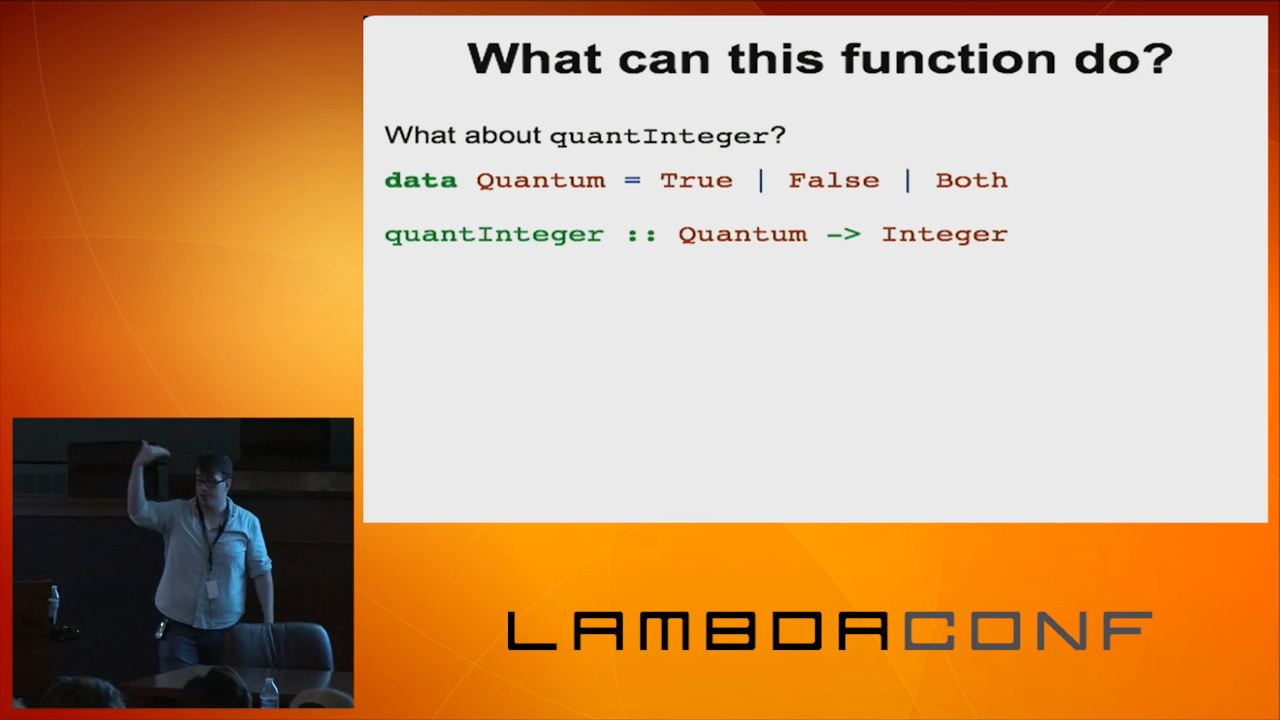 What can this function do?
What about quantInteger?
data Quantum = True | False | Both
quantInteger :: Quantum -> Integer
LAMBDACONF